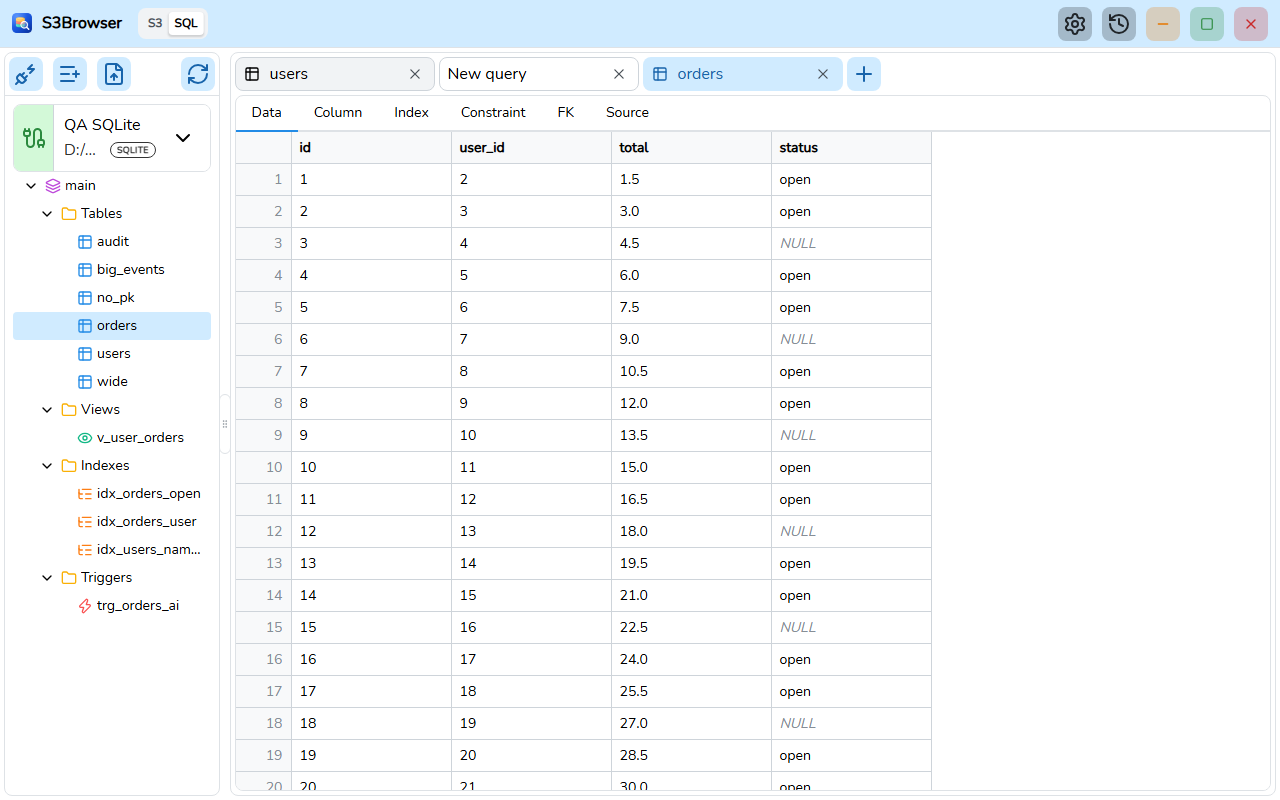 S3Browser S3 SQL
QA SQLite
D:/... SQLITE
main
Tables
audit
big_events
no_pk
orders
users
wide
Views
v_user_orders
Indexes
idx_orders_open
idx_orders_user
idx_users_nam...
Triggers
trg_orders_ai
users New query orders
Data Column Index Constraint FK Source
id user_id total status
1 1 2 1.5 open
2 2 3 3.0 open
3 3 4 4.5 NULL
4 4 5 6.0 open
5 5 6 7.5 open
6 6 7 9.0 NULL
7 7 8 10.5 open
8 8 9 12.0 open
9 9 10 13.5 NULL
10 10 11 15.0 open
11 11 12 16.5 open
12 12 13 18.0 NULL
13 13 14 19.5 open
14 14 15 21.0 open
15 15 16 22.5 NULL
16 16 17 24.0 open
17 17 18 25.5 open
18 18 19 27.0 NULL
19 19 20 28.5 open
20 20 21 30.0 open